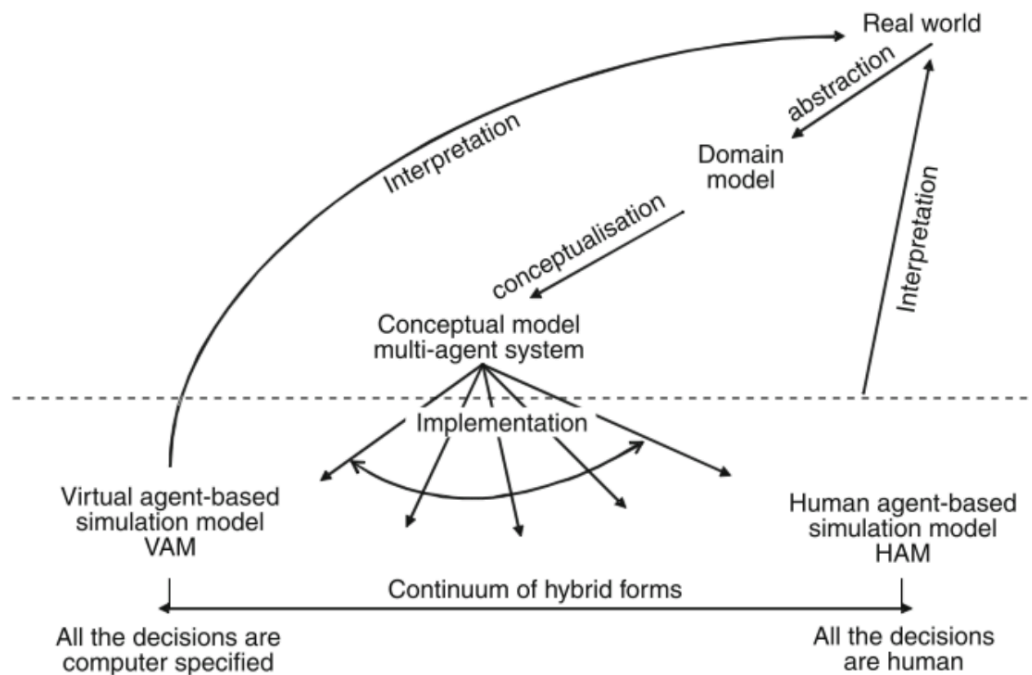 Real world
abstraction
Interpretation
Domain
model
Interpretation
conceptualisation
Conceptual model
multi-agent system
Implementation
Virtual agent-based
simulation model
VAM
Human agent-based
simulation model
HAM
Continuum of hybrid forms
All the decisions are
computer specified
All the decisions
are human